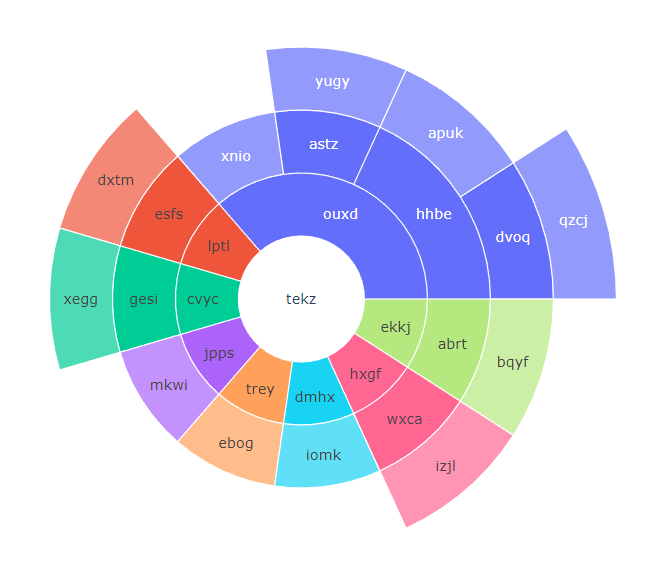 yugy
apuk
astz
xnio
dxtm
ouxd
hhbe
esfs
qzcj
dvoq
lptl
tekz
cvyc
gesi
xegg
ekkj
abrt
jpps
bqyf
hxgf
mkwi
trey
dmhx
wxca
ebog
iomk
izjl